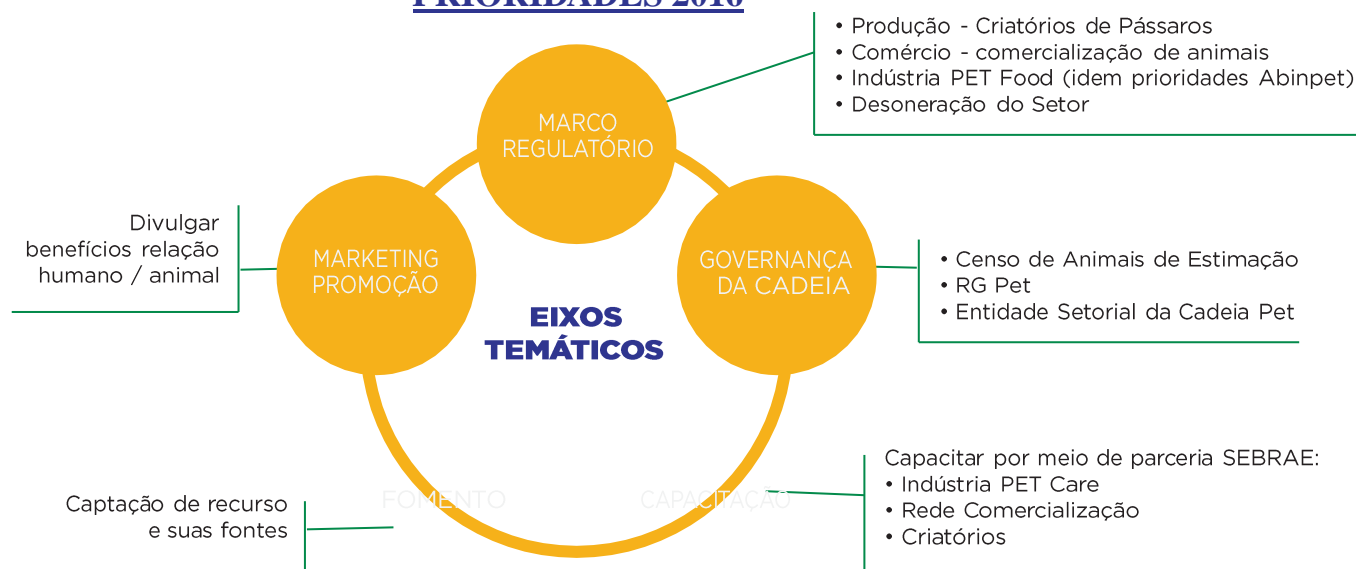 PRIORIDADES 2016
• Produção - Criatórios de Pássaros
• Comércio - comercialização de animais
• Indústria PET Food (idem prioridades Abinpet)
• Desoneração do Setor
MARCO
REGULATÓRIO
Divulgar
benefícios relação
humano / animal
MARKETING
PROMOÇÃO
GOVERNANÇA
DA CADEIA
• Censo de Animais de Estimação
• RG Pet
• Entidade Setorial da Cadeia Pet
EIXOS
TEMÁTICOS
Captação de recurso
e suas fontes
FOMENTO
CAPACITAÇÃO
Capacitar por meio de parceria SEBRAE:
• Indústria PET Care
• Rede Comercialização
• Criatórios